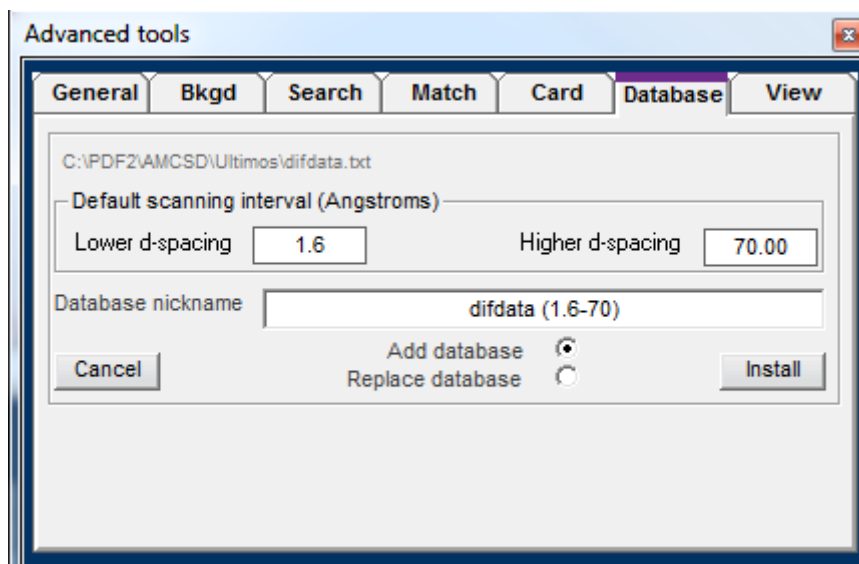 Advanced tools
General Bkgd Search Match Card Database View
C:\PDF2\AMCSD\Ultimos\difdata.txt
Default scanning interval (Angstroms)
Lower d-spacing 1.6 Higher d-spacing 70.00
Database nickname difdata (1.6-70)
Add database
Cancel Replace database Install